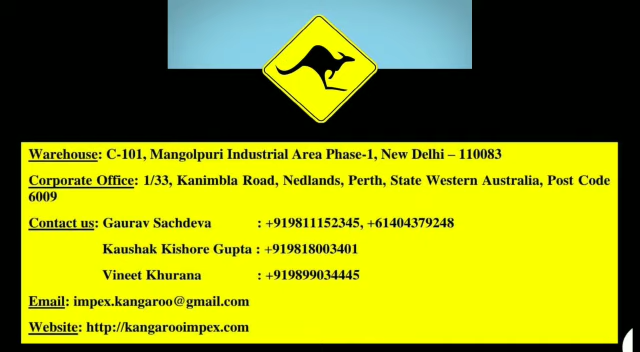 Warehouse: C-101, Mangolpuri Industrial Area Phase-1, New Delhi – 110083
Corporate Office: 1/33, Kanimbla Road, Nedlands, Perth, State Western Australia, Post Code
6009
Contact us: Gaurav Sachdeva : +919811152345, +61404379248
Kaushak Kishore Gupta : +919818003401
Vineet Khurana : +919899034445
Email: impex.kangaroo@gmail.com
Website: http://kangarooimpex.com